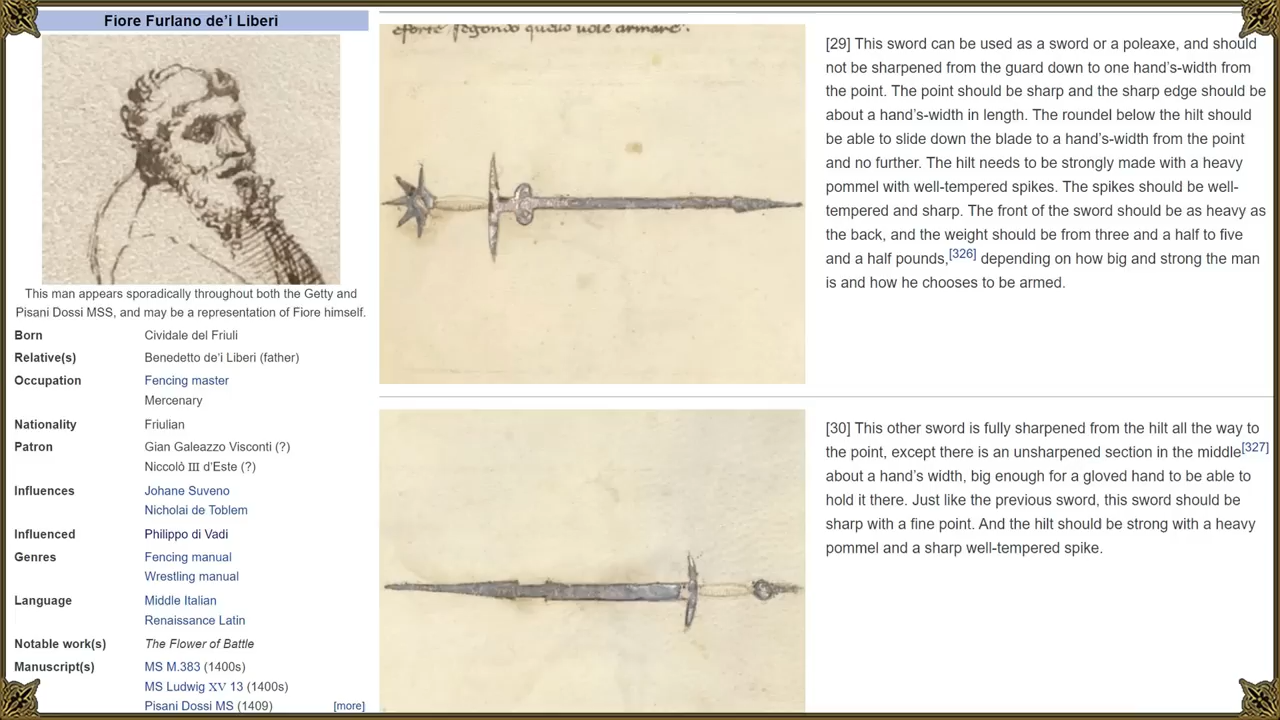 Fiore Furlano de’i Liberi
This man appears sporadically throughout both the Getty and
Pisani Dossi MSS, and may be a representation of Fiore himself.
Born Cividale del Friuli
Relative(s) Benedetto de'i Liberi (father)
Occupation Fencing master
Mercenary
Nationality Friulian
Patron Gian Galeazzo Visconti (?)
Niccolò III d’Este (?)
Influences Johane Suveno
Nicholai de Toblem
Influenced Philippo di Vadi
Genres Fencing manual
Wrestling manual
Language Middle Italian
Renaissance Latin
Notable work(s) The Flower of Battle
Manuscript(s) MS M.383 (1400s)
MS Ludwig XV 13 (1400s)
Pisani Dossi MS (1409) [more]
eforte segondo quello uole armare.
[29] This sword can be used as a sword or a poleaxe, and should
not be sharpened from the guard down to one hand’s-width from
the point. The point should be sharp and the sharp edge should be
about a hand’s-width in length. The roundel below the hilt should
be able to slide down the blade to a hand’s-width from the point
and no further. The hilt needs to be strongly made with a heavy
pommel with well-tempered spikes. The spikes should be well-
tempered and sharp. The front of the sword should be as heavy as
the back, and the weight should be from three and a half to five
and a half pounds,[326] depending on how big and strong the man
is and how he chooses to be armed.
[30] This other sword is fully sharpened from the hilt all the way to
the point, except there is an unsharpened section in the middle[327]
about a hand’s width, big enough for a gloved hand to be able to
hold it there. Just like the previous sword, this sword should be
sharp with a fine point. And the hilt should be strong with a heavy
pommel and a sharp well-tempered spike.